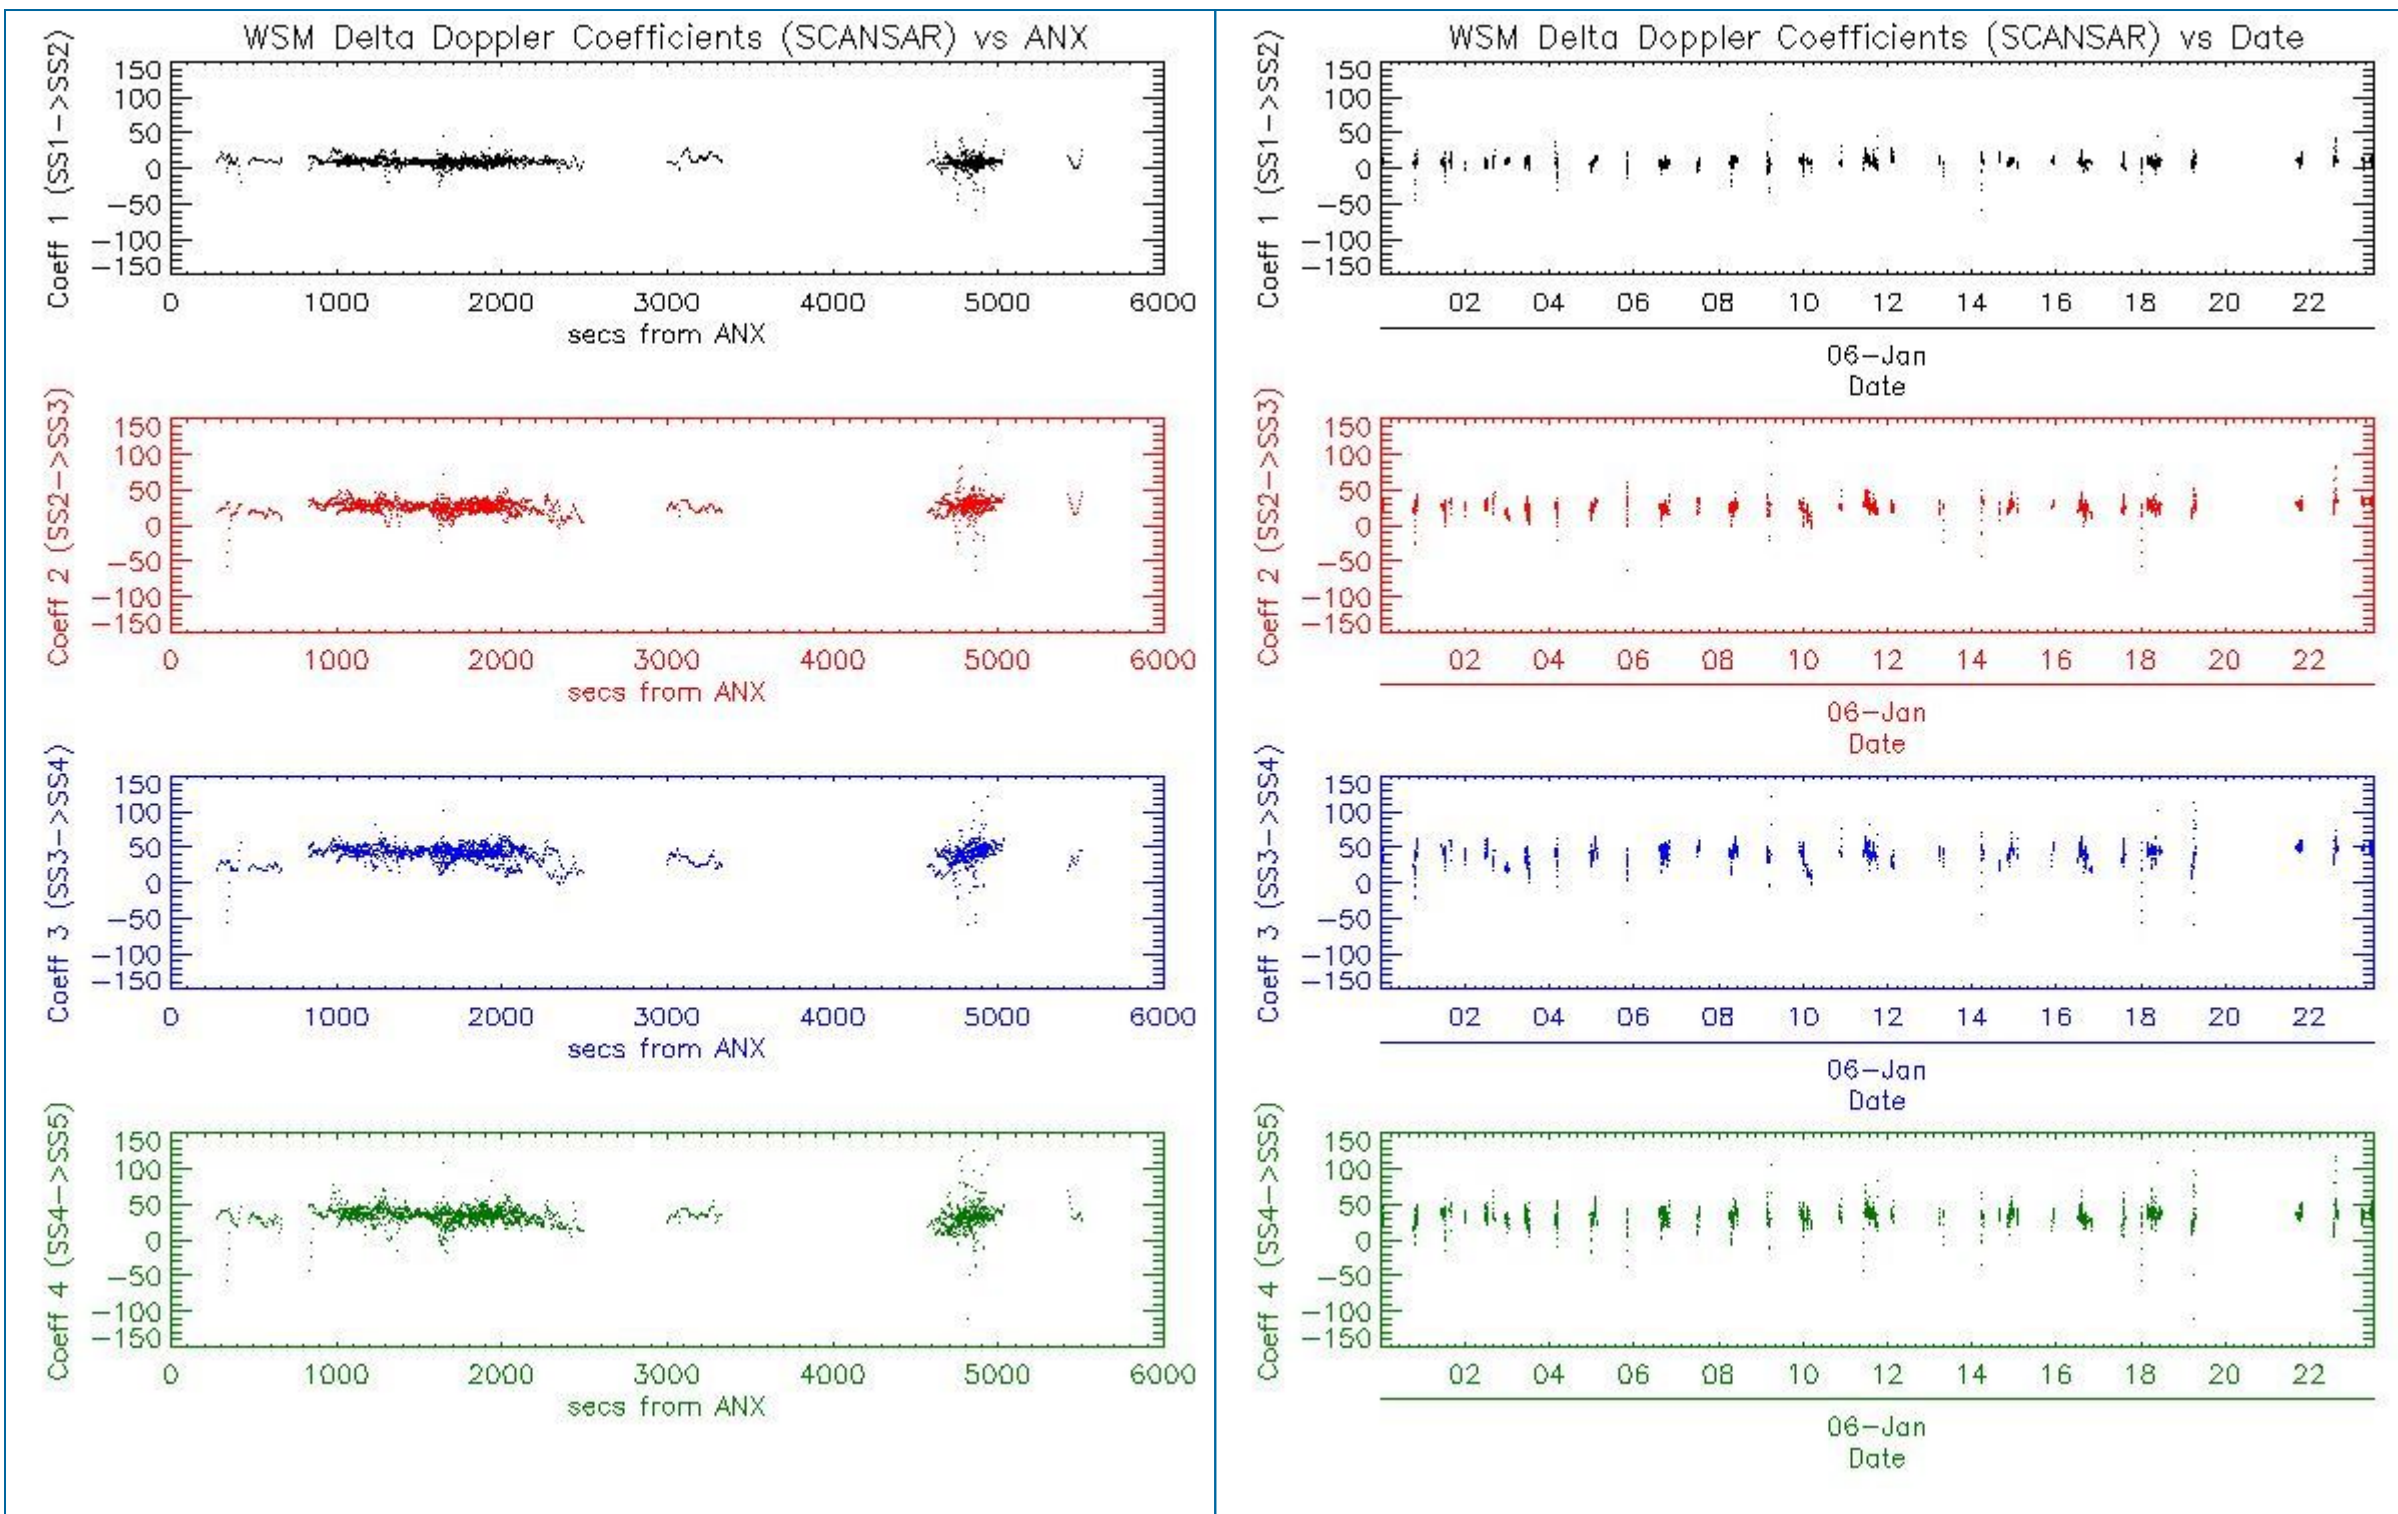 WSM Delta Doppler Coefficients (SCANSAR) vs ANX
Coeff 1 (SS1->SS2)
150
100
50
0
-50
-100
-150
0 1000 2000 3000 4000 5000 6000
secs from ANX
Coeff 2 (SS2->SS3)
150
100
50
0
-50
-100
-150
0 1000 2000 3000 4000 5000 6000
secs from ANX
Coeff 3 (SS3->SS4)
150
100
50
0
-50
-100
-150
0 1000 2000 3000 4000 5000 6000
secs from ANX
Coeff 4 (SS4->SS5)
150
100
50
0
-50
-100
-150
0 1000 2000 3000 4000 5000 6000
secs from ANX
WSM Delta Doppler Coefficients (SCANSAR) vs Date
Coeff 1 (SS1->SS2)
150
100
50
0
-50
-100
-150
02 04 06 08 10 12 14 16 18 20 22
06-Jan
Date
Coeff 2 (SS2->SS3)
150
100
50
0
-50
-100
-150
02 04 06 08 10 12 14 16 18 20 22
06-Jan
Date
Coeff 3 (SS3->SS4)
150
100
50
0
-50
-100
-150
02 04 06 08 10 12 14 16 18 20 22
06-Jan
Date
Coeff 4 (SS4->SS5)
150
100
50
0
-50
-100
-150
02 04 06 08 10 12 14 16 18 20 22
06-Jan
Date